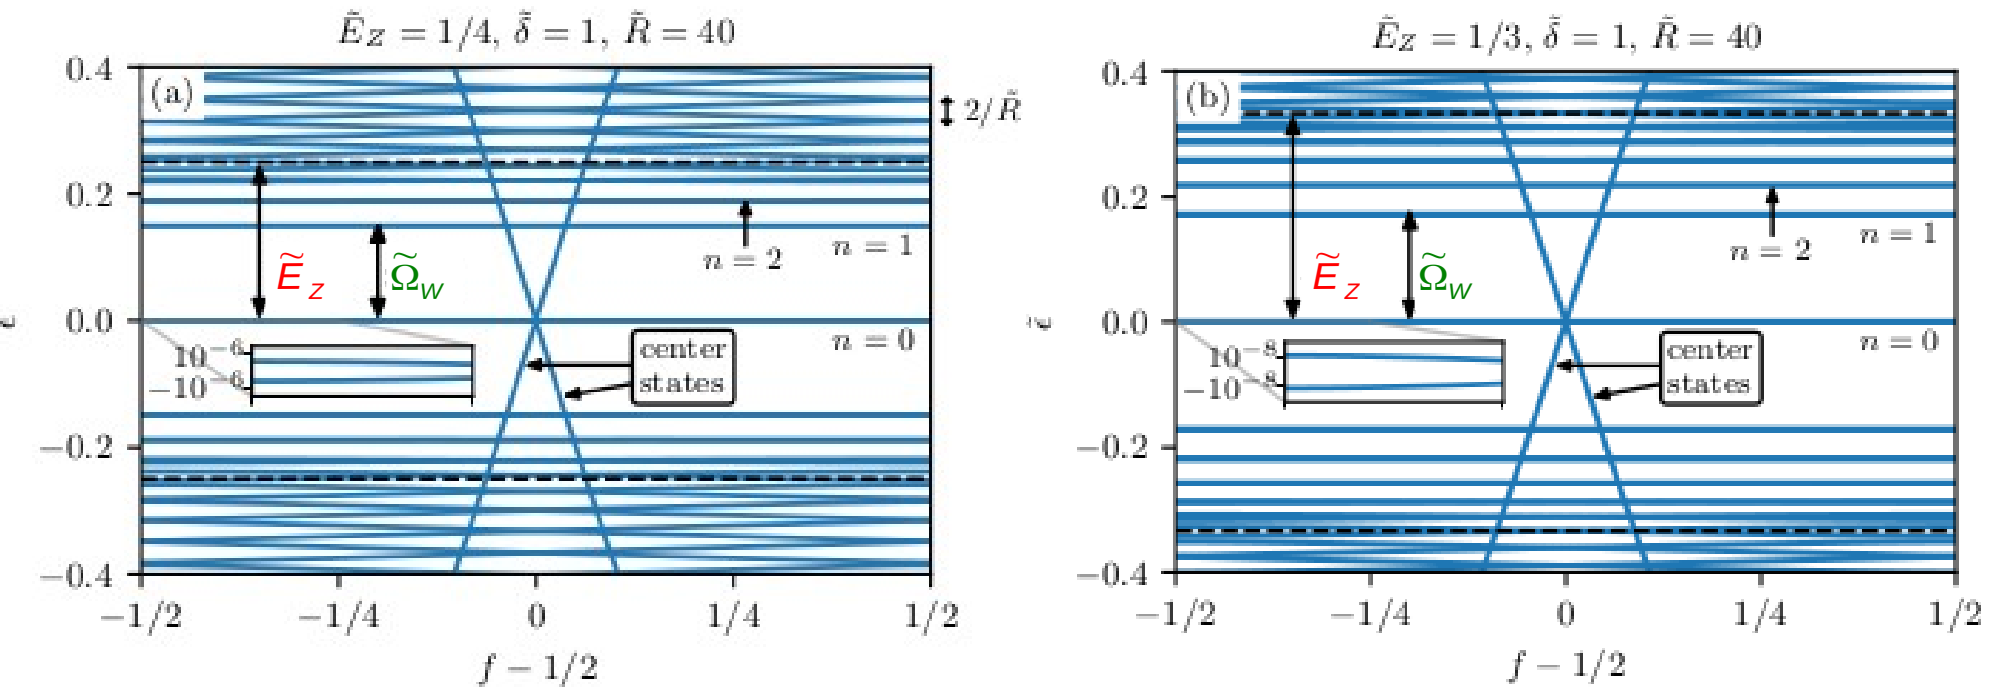 Ẽ_Z = 1/4, δ̃ = 1, R̃ = 40
0.4
0.2
0.0
−0.2
−0.4
(a)
2/R̃
Ẽ_Z
Ω̃_W
n = 1
n = 2
n = 0
10⁻⁶
−10⁻⁶
center
states
−1/2
−1/4
0
1/4
1/2
f − 1/2
Ẽ_Z = 1/3, δ̃ = 1, R̃ = 40
0.4
0.2
0.0
−0.2
−0.4
(b)
Ẽ_Z
Ω̃_W
n = 1
n = 2
n = 0
10⁻⁸
−10⁻⁸
center
states
−1/2
−1/4
0
1/4
1/2
f − 1/2